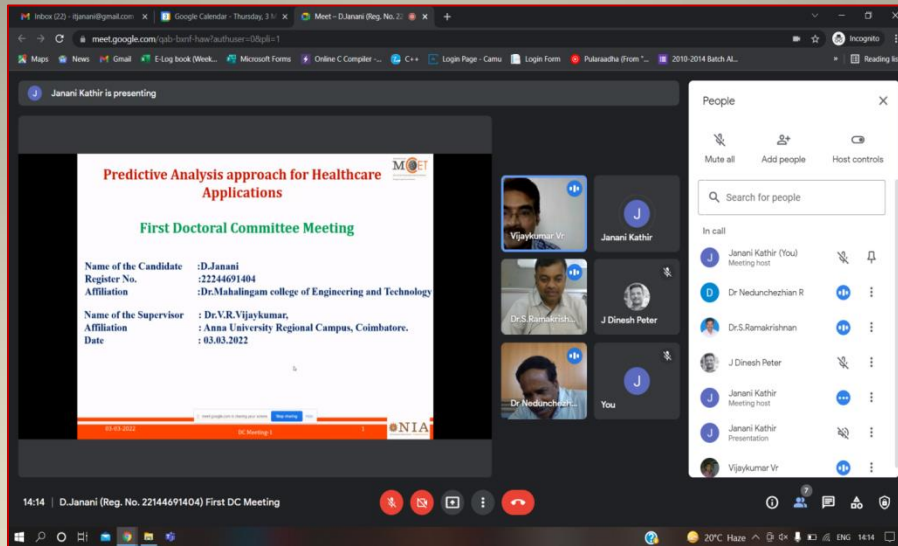 Inbox (22) - itjanani@gmail.com
Google Calendar - Thursday, 3 M
Meet – D.Janani (Reg. No. 22
meet.google.com/qab-bxnf-haw?authuser=0&pli=1
Incognito
Maps
News
Gmail
E-Log book (Week...
Microsoft Forms
Online C Compiler -...
C++
Login Page - Camu
Login Form
Pularaadha (From "...
2010-2014 Batch Al...
Reading list
J
Janani Kathir is presenting
Predictive Analysis approach for Healthcare
Applications
First Doctoral Committee Meeting
Name of the Candidate :D.Janani
Register No. :22244691404
Affiliation :Dr.Mahalingam college of Engineering and Technology
Name of the Supervisor : Dr.V.R.Vijaykumar,
Affiliation : Anna University Regional Campus, Coimbatore.
Date : 03.03.2022
Stop sharing
03-03-2022
DC Meeting-1
1
NIA
Vijaykumar Vr
J
Janani Kathir
Dr.S.Ramakrish...
J Dinesh Peter
Dr Nedunchezh...
J
You
People
Mute all
Add people
Host controls
Search for people
In call
J
Janani Kathir (You)
Meeting host
D
Dr Nedunchezhian R
Dr.S.Ramakrishnan
J Dinesh Peter
J
Janani Kathir
Meeting host
J
Janani Kathir
Presentation
Vijaykumar Vr
14:14 | D.Janani (Reg. No. 22144691404) First DC Meeting
7
20°C Haze
ENG
14:14